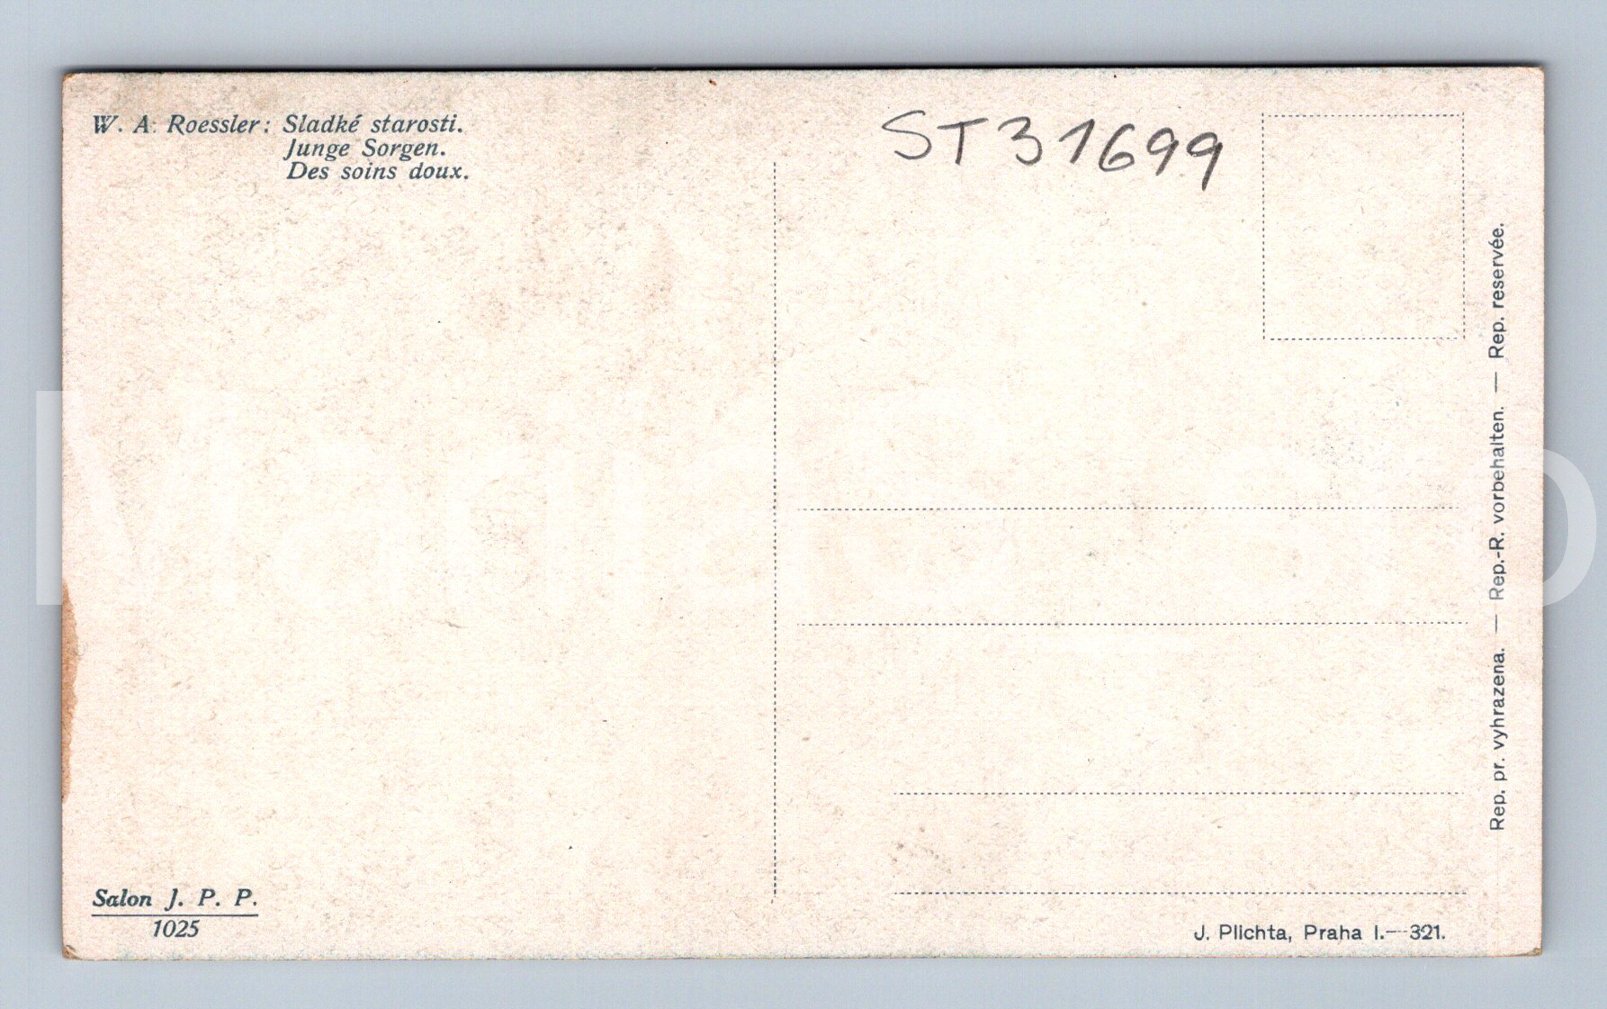 W. A. Roessler: Sladké starosti.
Junge Sorgen.
Des soins doux.
ST31699
Rep. pr. vyhrazena. — Rep.-R. vorbehalten. — Rep. reservée.
Salon J. P. P.
1025
J. Plichta, Praha I.—321.